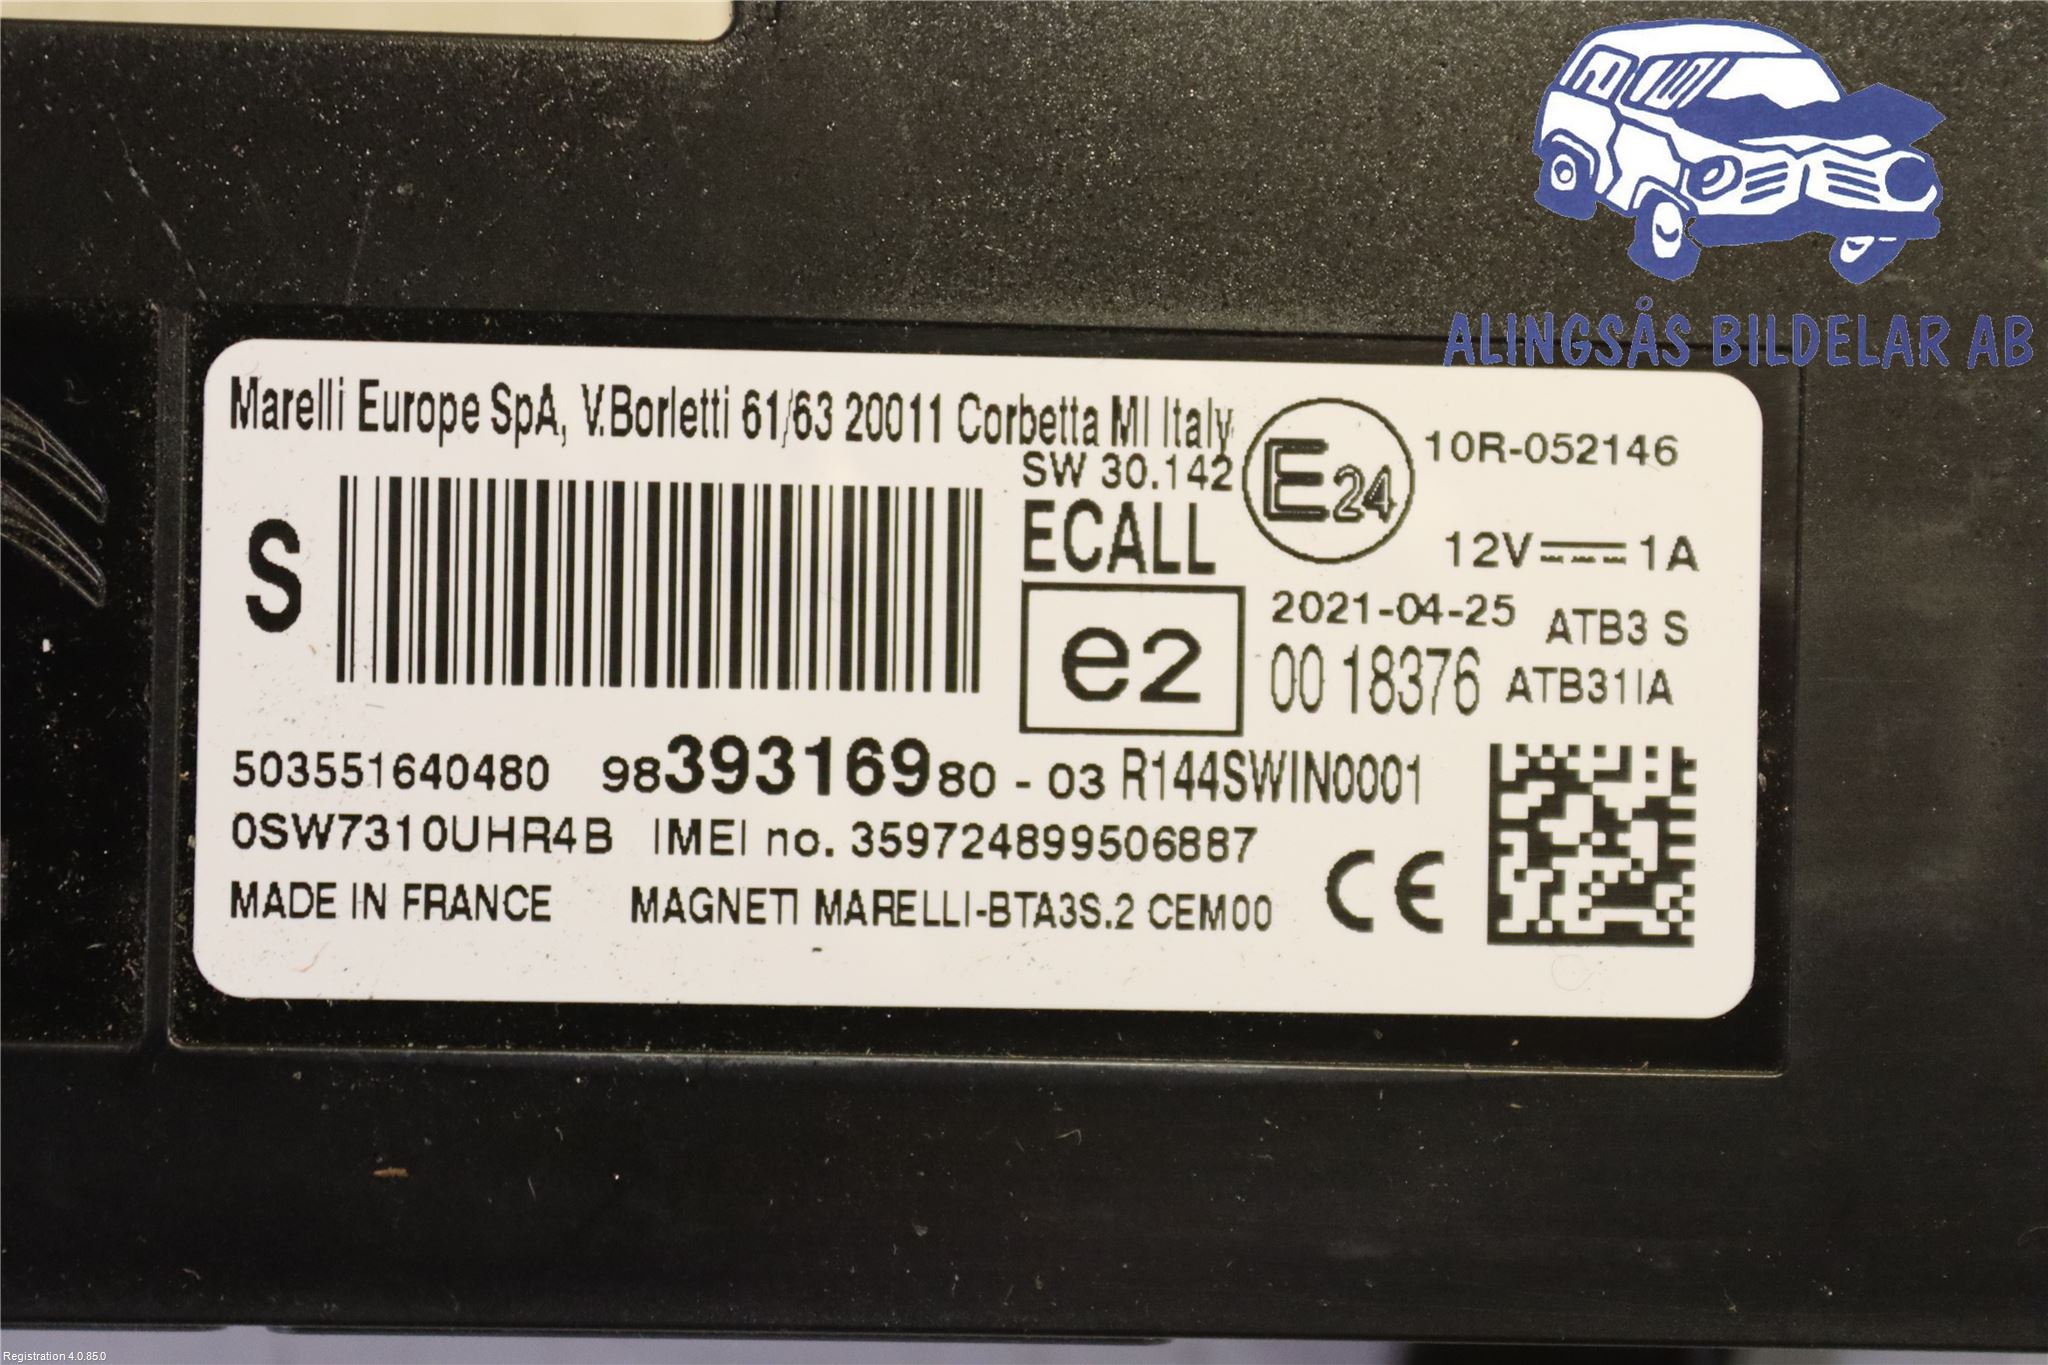 ALINGSÅS BILDELAR AB
Marelli Europe SpA, V.Borletti 61/63 20011 Corbetta MI Italy
SW 30.142
E24
10R-052146
S
ECALL
12V 1A
e2
2021-04-25
ATB3 S
00 18376
ATB31IA
503551640480 9839316980 - 03 R144SWIN0001
0SW7310UHR4B IMEI no. 359724899506887
MADE IN FRANCE MAGNETI MARELLI-BTA3S.2 CEM00
CE
Registration 4.0.85.0